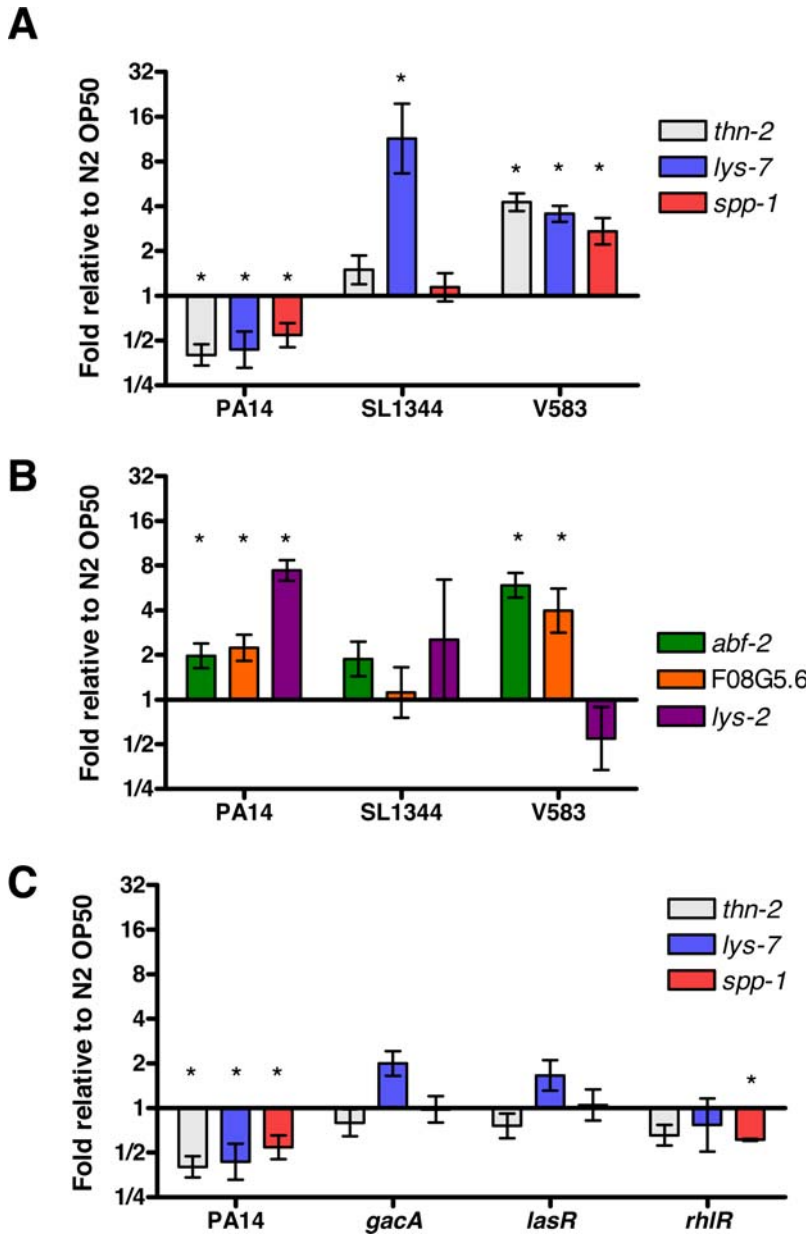 A
Fold relative to N2 OP50
32
16
8
4
2
1
1/2
1/4
* * * * * * *
PA14 SL1344 V583
thn-2
lys-7
spp-1
B
Fold relative to N2 OP50
32
16
8
4
2
1
1/2
1/4
* * * * *
PA14 SL1344 V583
abf-2
F08G5.6
lys-2
C
Fold relative to N2 OP50
32
16
8
4
2
1
1/2
1/4
* * * *
PA14 gacA lasR rhlR
thn-2
lys-7
spp-1